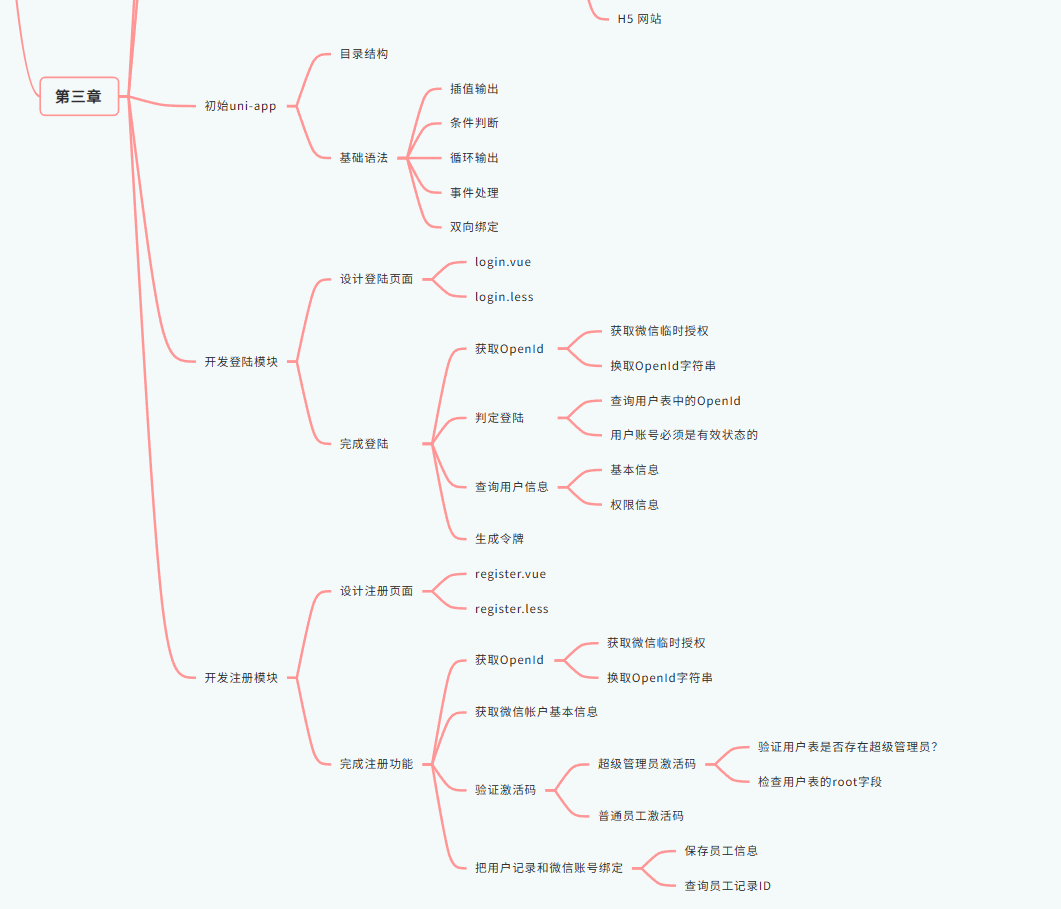 H5 网站
目录结构
插值输出
第三章
初始uni-app
条件判断
基础语法
循环输出
事件处理
双向绑定
login.vue
设计登陆页面
login.less
获取微信临时授权
获取OpenId
开发登陆模块
换取OpenId字符串
查询用户表中的OpenId
判定登陆
用户账号必须是有效状态的
完成登陆
基本信息
查询用户信息
权限信息
生成令牌
register.vue
设计注册页面
register.less
获取微信临时授权
获取OpenId
开发注册模块
换取OpenId字符串
获取微信帐户基本信息
验证用户表是否存在超级管理员？
完成注册功能
超级管理员激活码
检查用户表的root字段
验证激活码
普通员工激活码
保存员工信息
把用户记录和微信账号绑定
查询员工记录ID